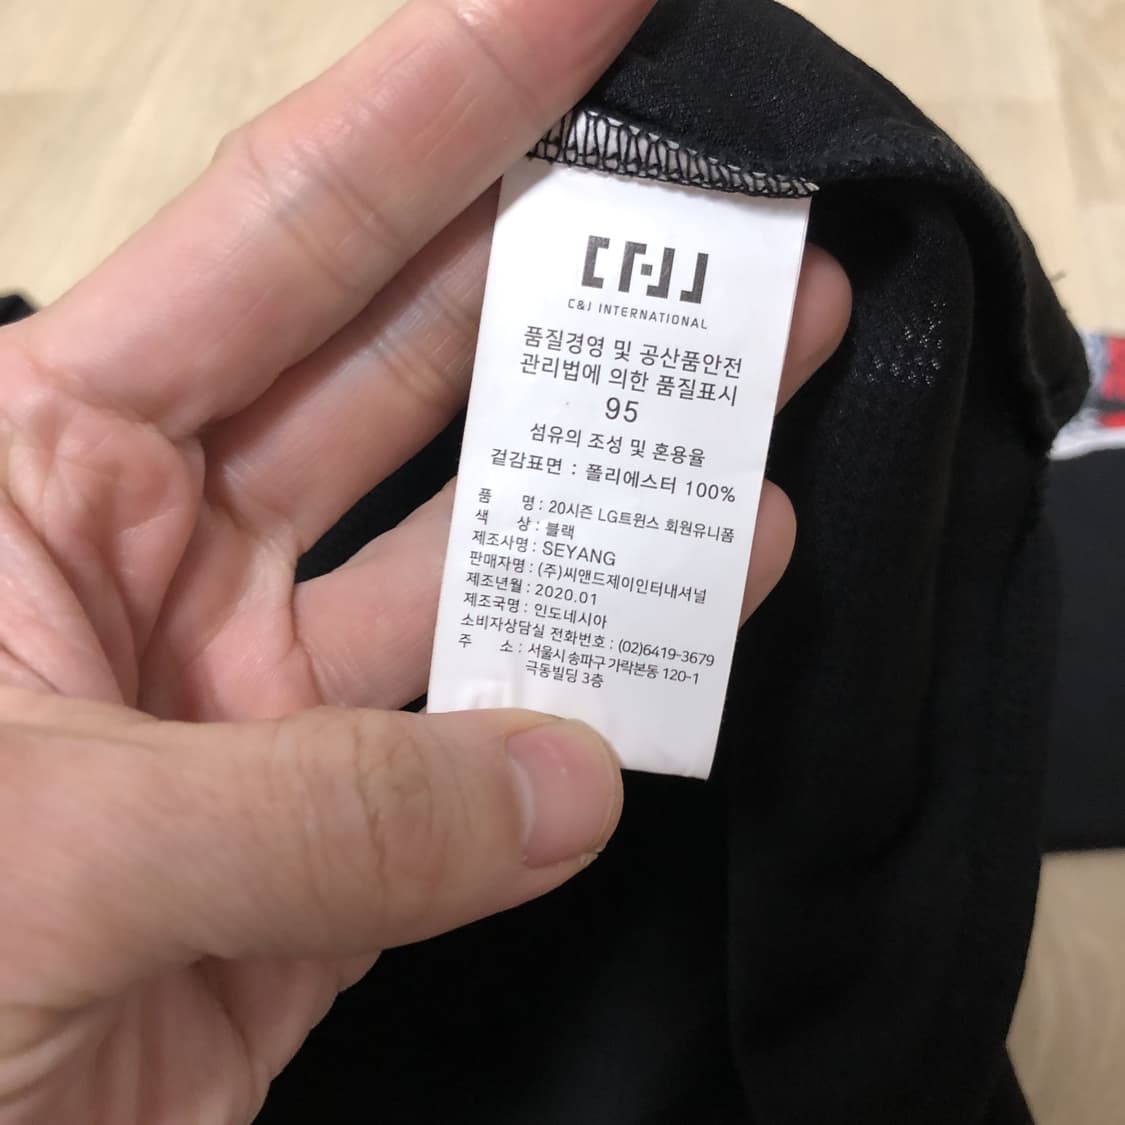 C&J INTERNATIONAL
품질경영 및 공산품안전
관리법에 의한 품질표시
95
섬유의 조성 및 혼용율
겉감표면 : 폴리에스터 100%
품 명 : 20시즌 LG트윈스 회원유니폼
색 상 : 블랙
제조사명 : SEYANG
판매자명 : (주)씨앤드제이인터내셔널
제조년월 : 2020.01
제조국명 : 인도네시아
소비자상담실 전화번호 : (02)6419-3679
주 소 : 서울시 송파구 가락본동 120-1
극동빌딩 3층